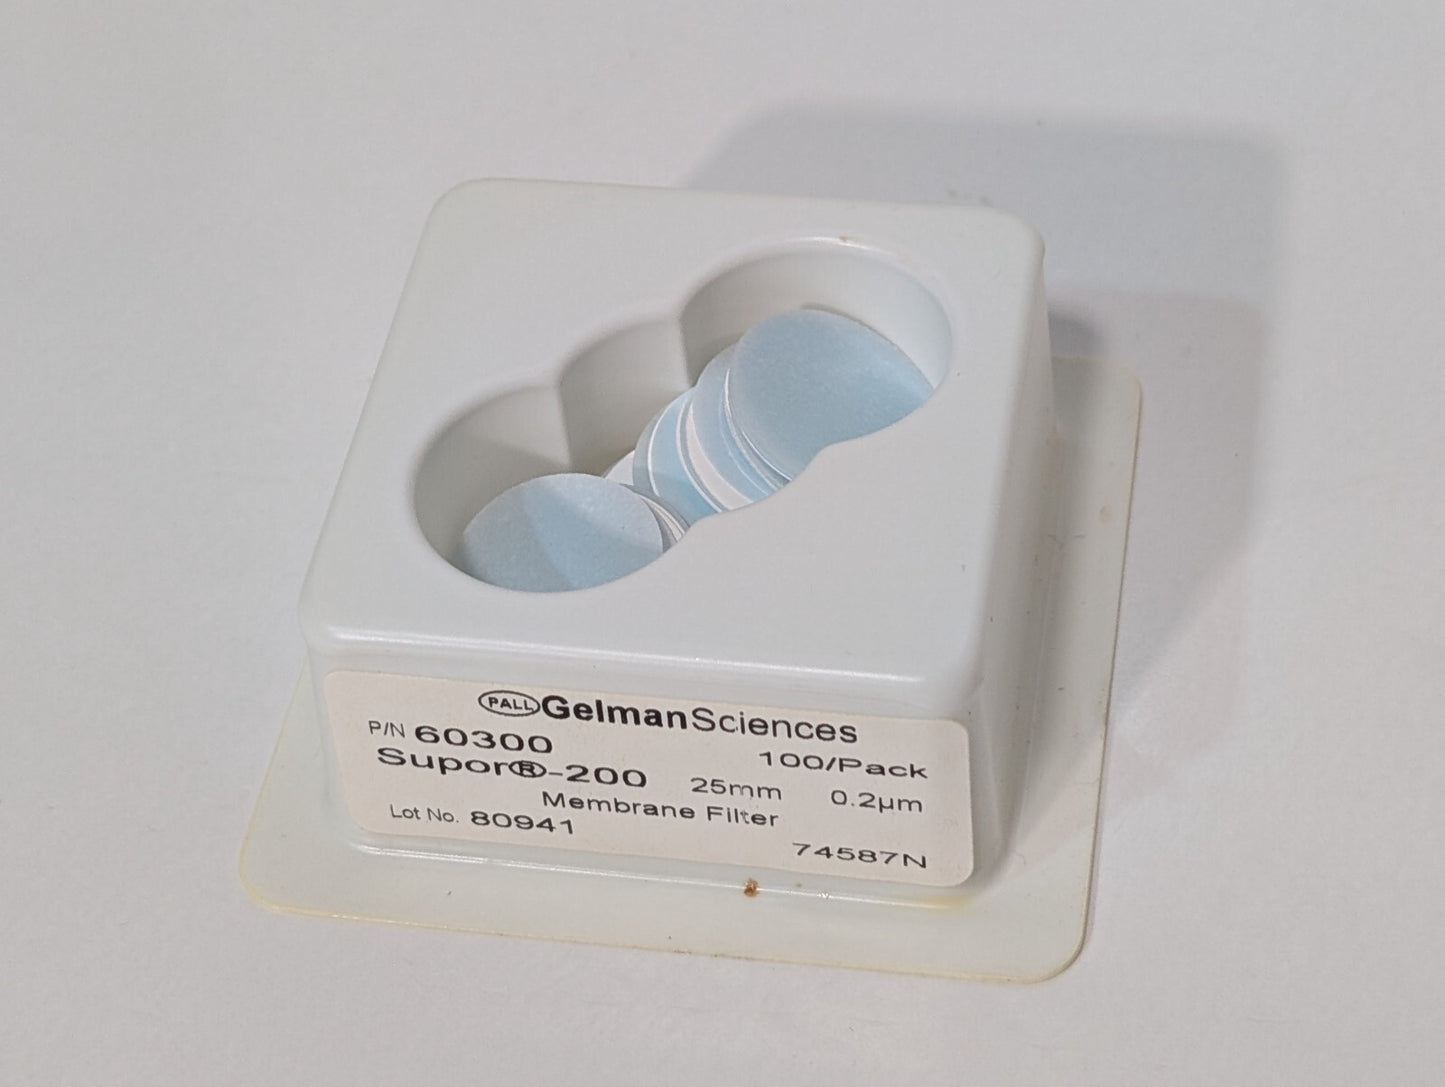 PALL GelmanSciences
P/N 60300
100/Pack
Supor®-200 25mm 0.2µm
Membrane Filter
Lot No. 80941
74587N